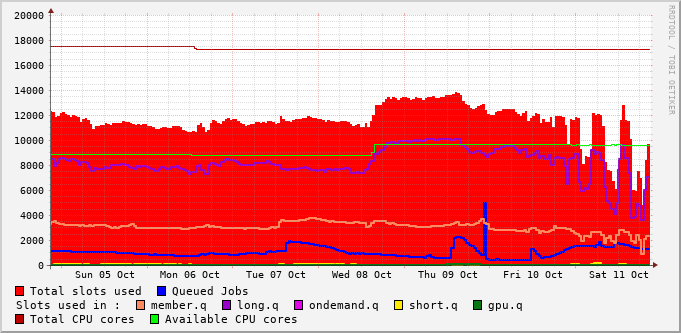 20000
18000
16000
14000
12000
10000
8000
6000
4000
2000
0
Sun 05 Oct Mon 06 Oct Tue 07 Oct Wed 08 Oct Thu 09 Oct Fri 10 Oct Sat 11 Oct
RRDTOOL / TOBI OETIKER
Total slots used Queued Jobs
Slots used in : member.q long.q ondemand.q short.q gpu.q
Total CPU cores Available CPU cores